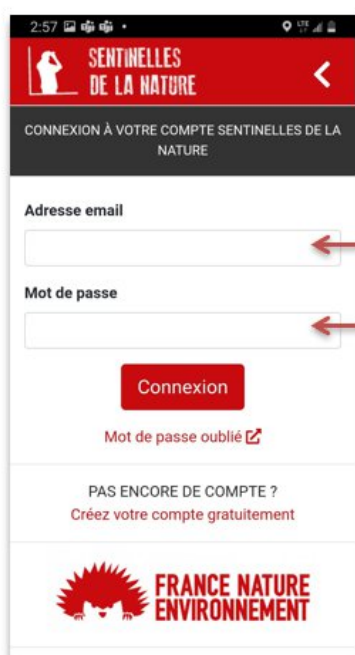 2:57
LTE
SENTINELLES
DE LA NATURE
CONNEXION À VOTRE COMPTE SENTINELLES DE LA
NATURE
Adresse email
Mot de passe
Connexion
Mot de passe oublié
PAS ENCORE DE COMPTE ?
Créez votre compte gratuitement
FRANCE NATURE
ENVIRONNEMENT